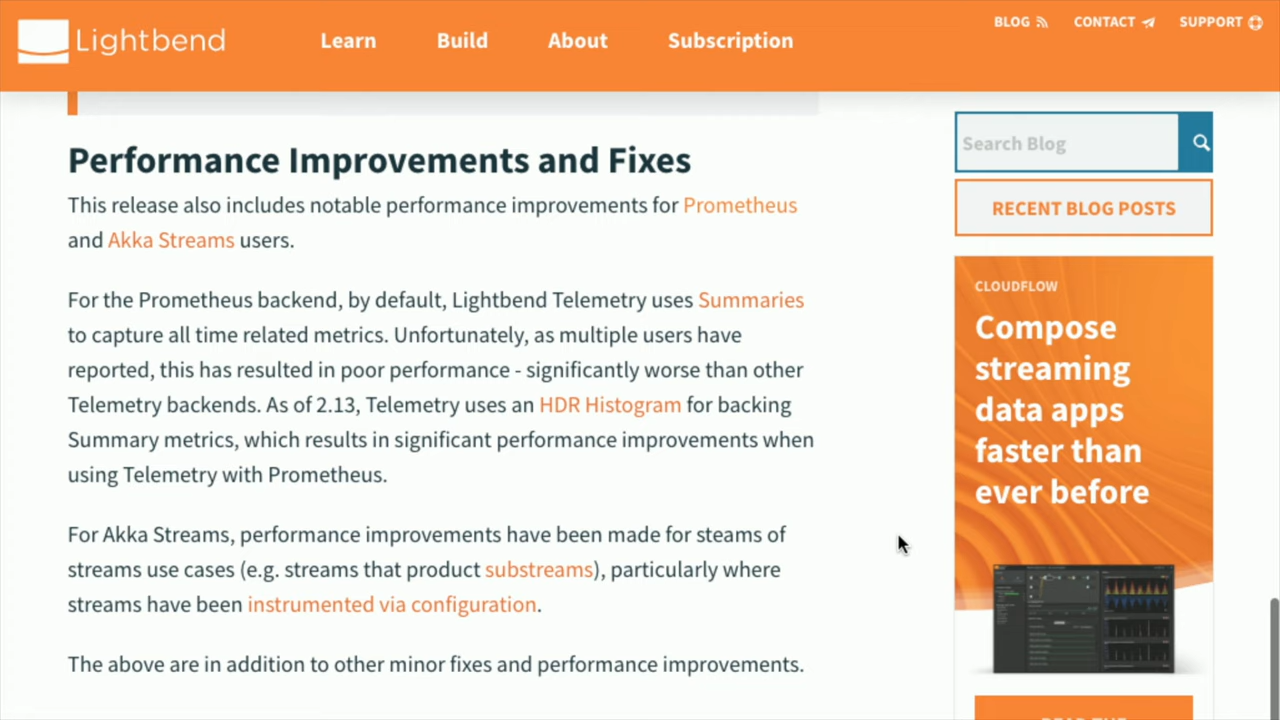 Lightbend
Learn
Build
About
Subscription
BLOG
CONTACT
SUPPORT
Performance Improvements and Fixes
This release also includes notable performance improvements for Prometheus
and Akka Streams users.
For the Prometheus backend, by default, Lightbend Telemetry uses Summaries
to capture all time related metrics. Unfortunately, as multiple users have
reported, this has resulted in poor performance - significantly worse than other
Telemetry backends. As of 2.13, Telemetry uses an HDR Histogram for backing
Summary metrics, which results in significant performance improvements when
using Telemetry with Prometheus.
For Akka Streams, performance improvements have been made for steams of
streams use cases (e.g. streams that product substreams), particularly where
streams have been instrumented via configuration.
The above are in addition to other minor fixes and performance improvements.
Search Blog
RECENT BLOG POSTS
CLOUDFLOW
Compose
streaming
data apps
faster than
ever before